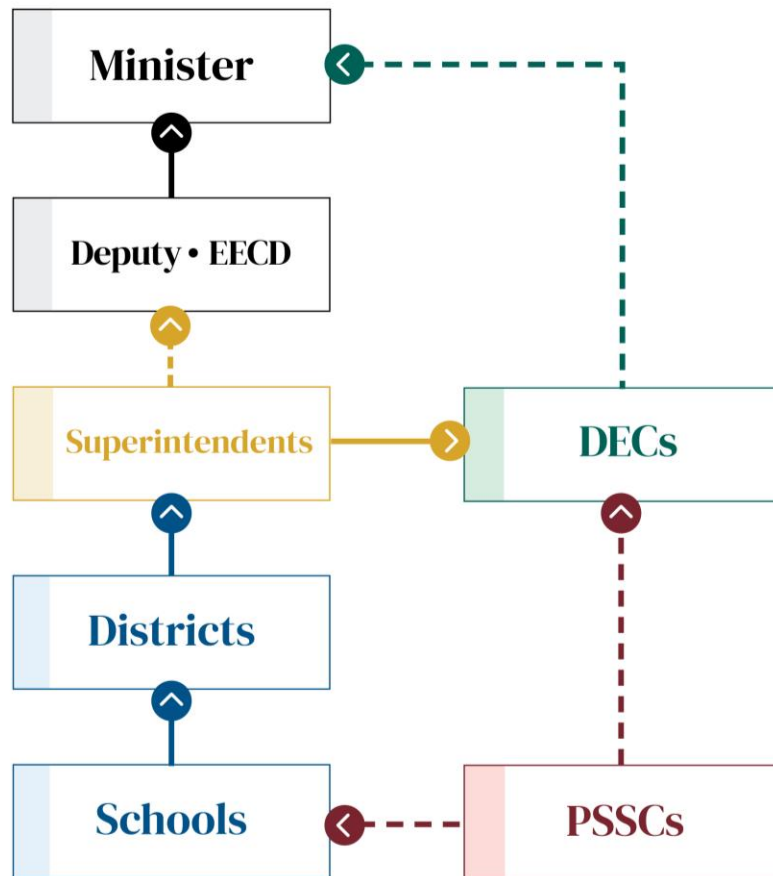 Minister
Deputy • EECD
Superintendents
DECs
Districts
Schools
PSSCs